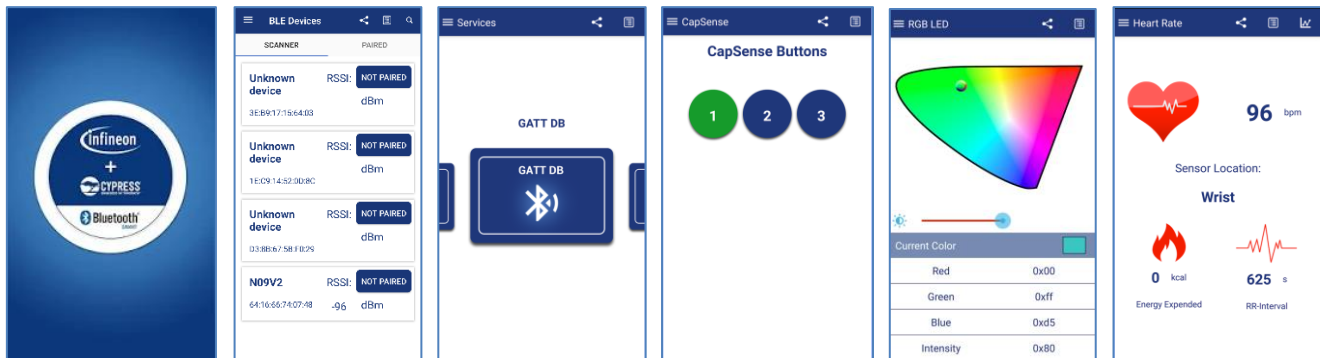 Infineon
+
CYPRESS
Bluetooth
SMART
BLE Devices
SCANNER PAIRED
Unknown device RSSI: NOT PAIRED
3E:B9:17:15:64:03 dBm
Unknown device RSSI: NOT PAIRED
1E:C9:14:52:0D:8C dBm
Unknown device RSSI: NOT PAIRED
D3:8B:67:5B:F0:29 dBm
N09V2 RSSI: NOT PAIRED
64:16:66:74:07:48 -96 dBm
Services
GATT DB
GATT DB
CapSense
CapSense Buttons
1 2 3
RGB LED
Current Color
Red 0x00
Green 0xff
Blue 0xd5
Intensity 0x80
Heart Rate
96 bpm
Sensor Location:
Wrist
0 kcal 625 s
Energy Expended RR-Interval